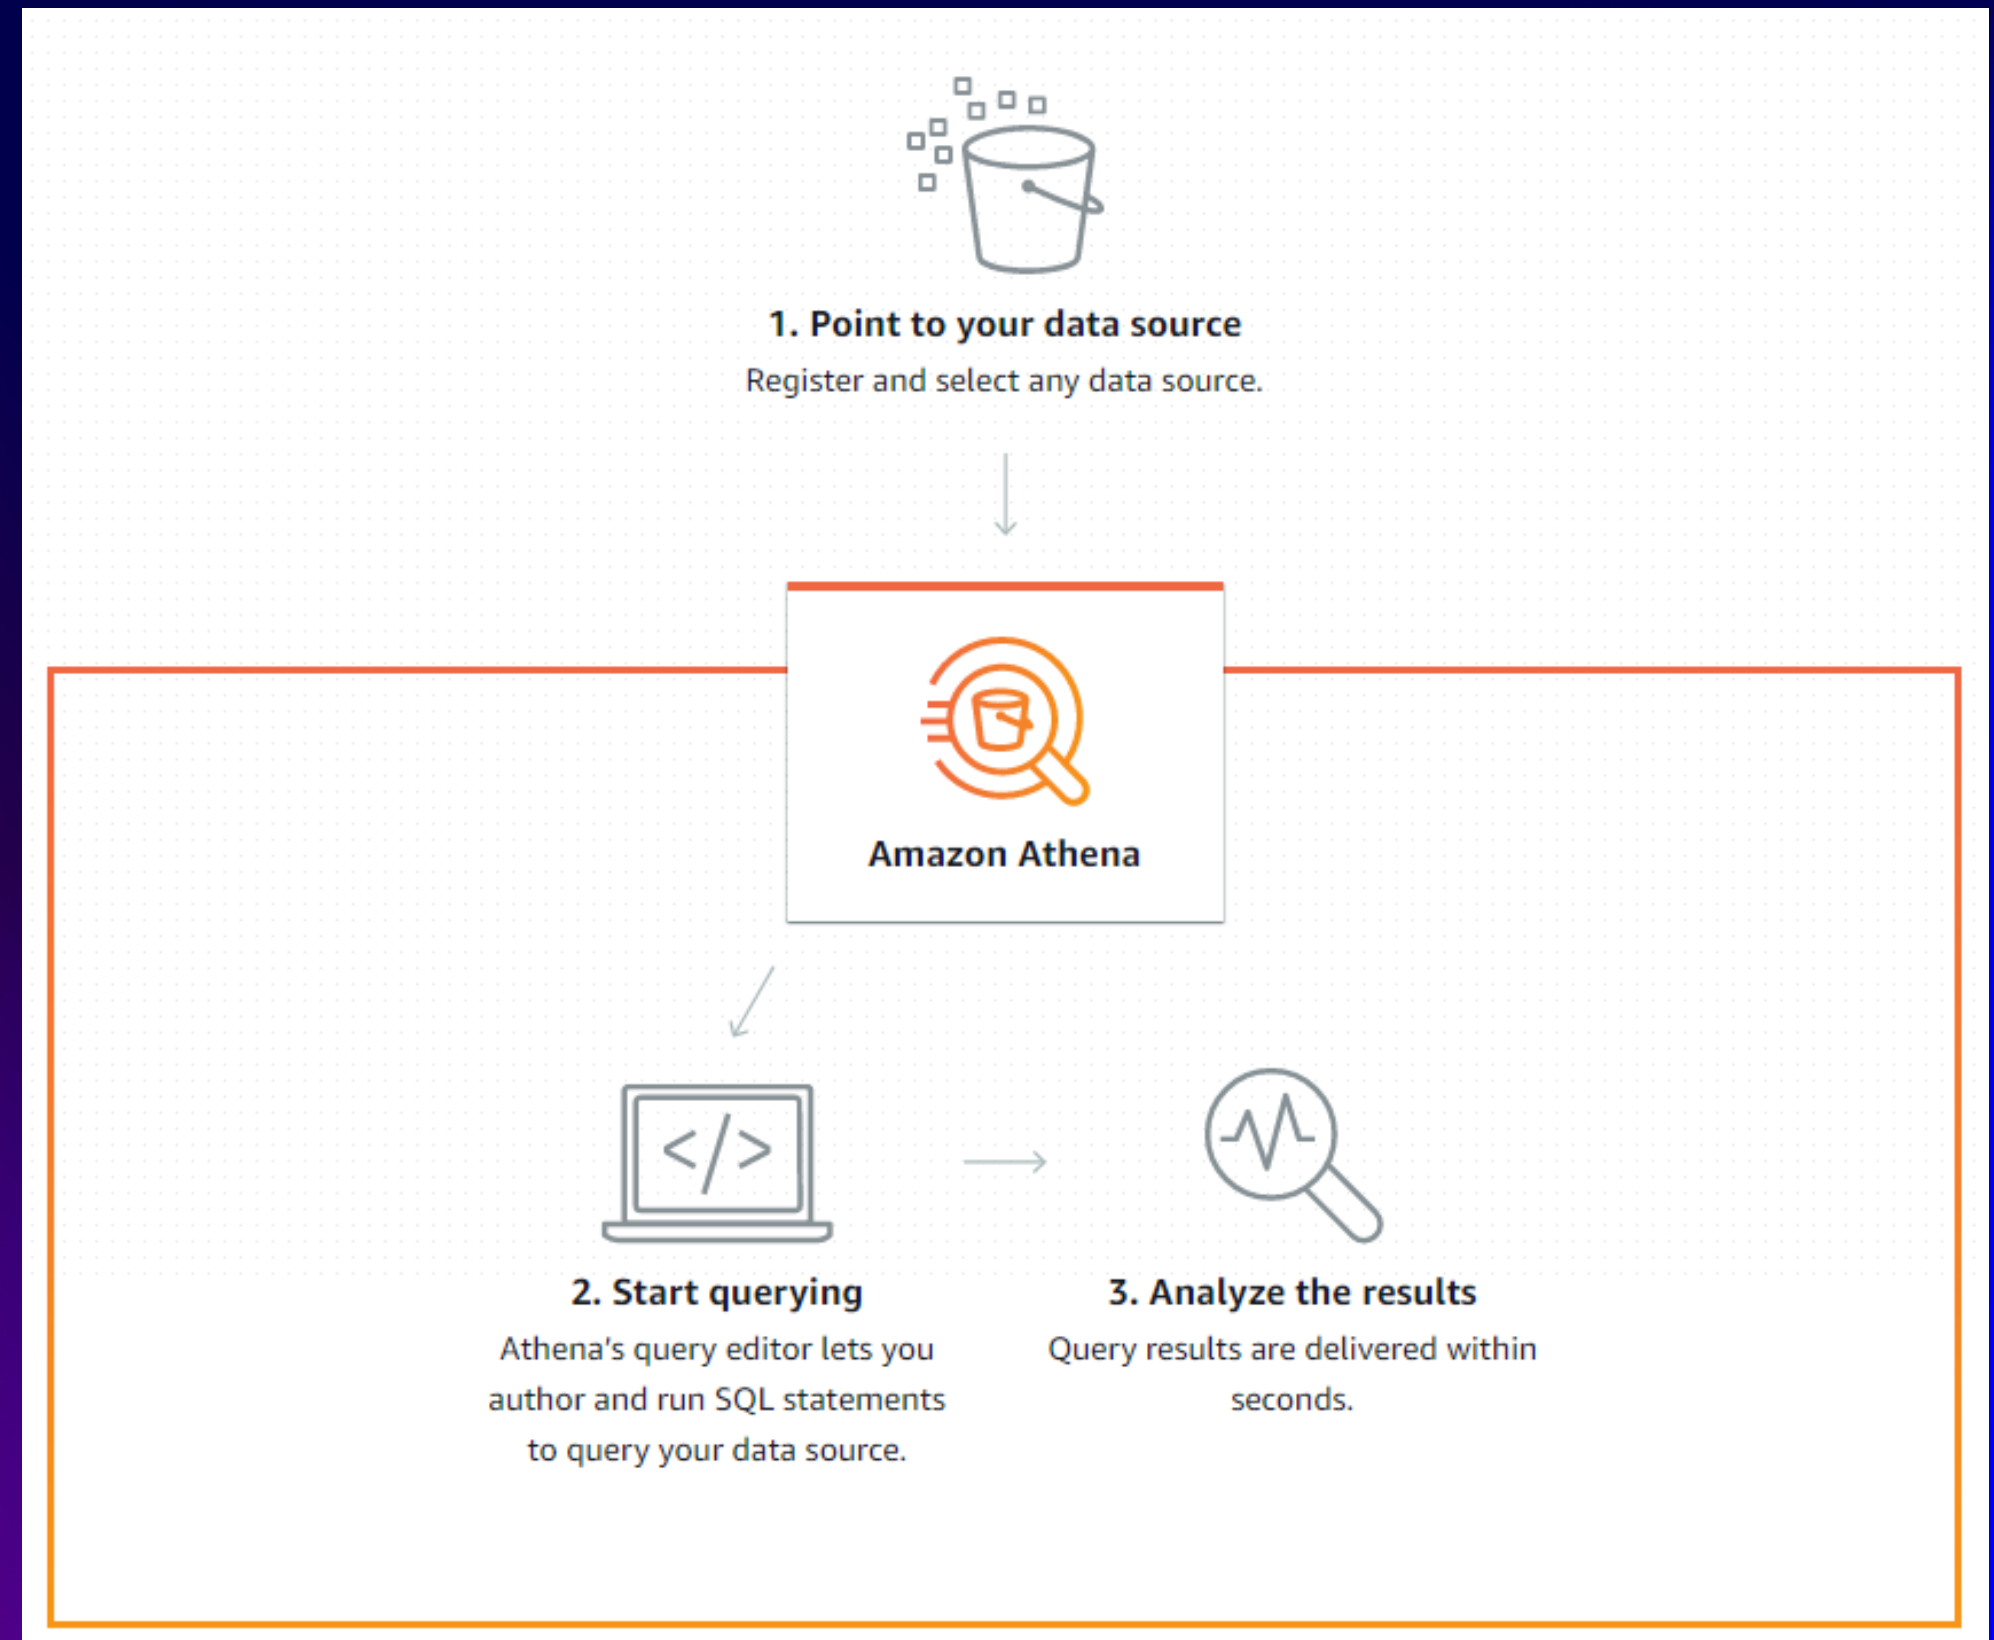 1. Point to your data source
Register and select any data source.
Amazon Athena
</>
2. Start querying
Athena's query editor lets you
author and run SQL statements
to query your data source.
3. Analyze the results
Query results are delivered within
seconds.